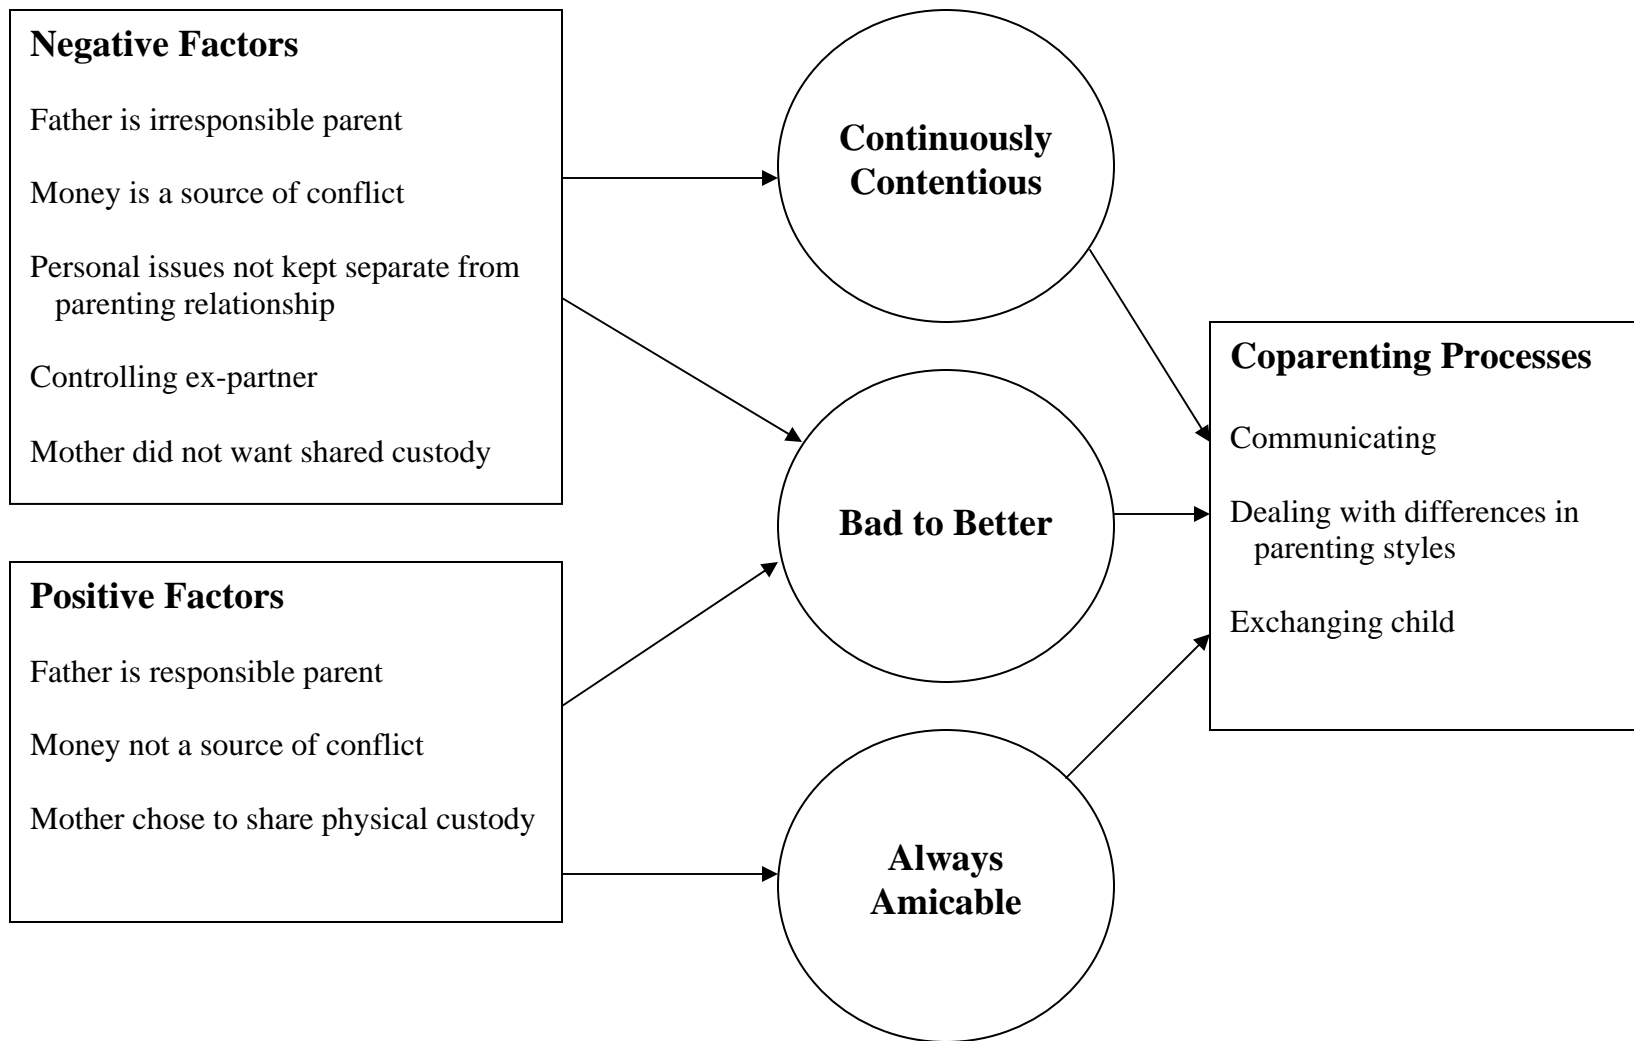 Negative Factors
Father is irresponsible parent
Money is a source of conflict
Personal issues not kept separate from
parenting relationship
Controlling ex-partner
Mother did not want shared custody
Positive Factors
Father is responsible parent
Money not a source of conflict
Mother chose to share physical custody
Continuously
Contentious
Bad to Better
Always
Amicable
Coparenting Processes
Communicating
Dealing with differences in
parenting styles
Exchanging child